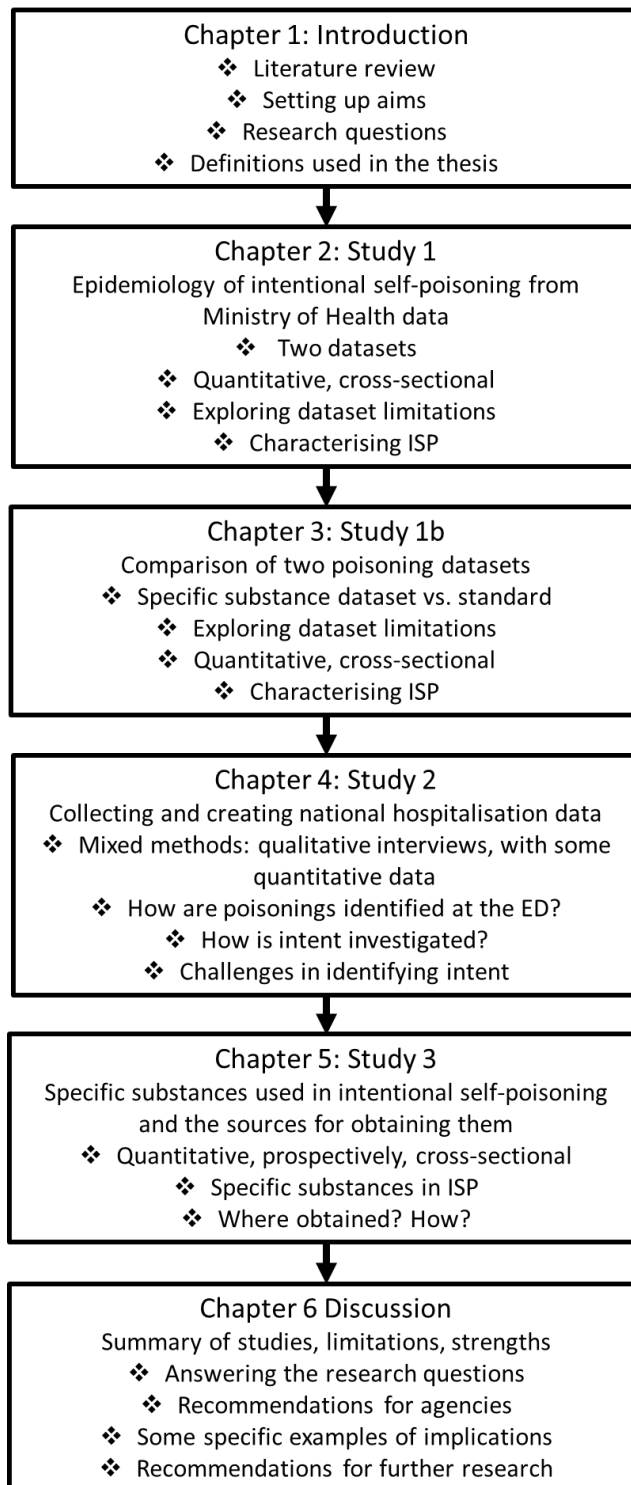 Chapter 1: Introduction
❖ Literature review
❖ Setting up aims
❖ Research questions
❖ Definitions used in the thesis
Chapter 2: Study 1
Epidemiology of intentional self-poisoning from
Ministry of Health data
❖ Two datasets
❖ Quantitative, cross-sectional
❖ Exploring dataset limitations
❖ Characterising ISP
Chapter 3: Study 1b
Comparison of two poisoning datasets
❖ Specific substance dataset vs. standard
❖ Exploring dataset limitations
❖ Quantitative, cross-sectional
❖ Characterising ISP
Chapter 4: Study 2
Collecting and creating national hospitalisation data
❖ Mixed methods: qualitative interviews, with some
quantitative data
❖ How are poisonings identified at the ED?
❖ How is intent investigated?
❖ Challenges in identifying intent
Chapter 5: Study 3
Specific substances used in intentional self-poisoning
and the sources for obtaining them
❖ Quantitative, prospectively, cross-sectional
❖ Specific substances in ISP
❖ Where obtained? How?
Chapter 6 Discussion
Summary of studies, limitations, strengths
❖ Answering the research questions
❖ Recommendations for agencies
❖ Some specific examples of implications
❖ Recommendations for further research